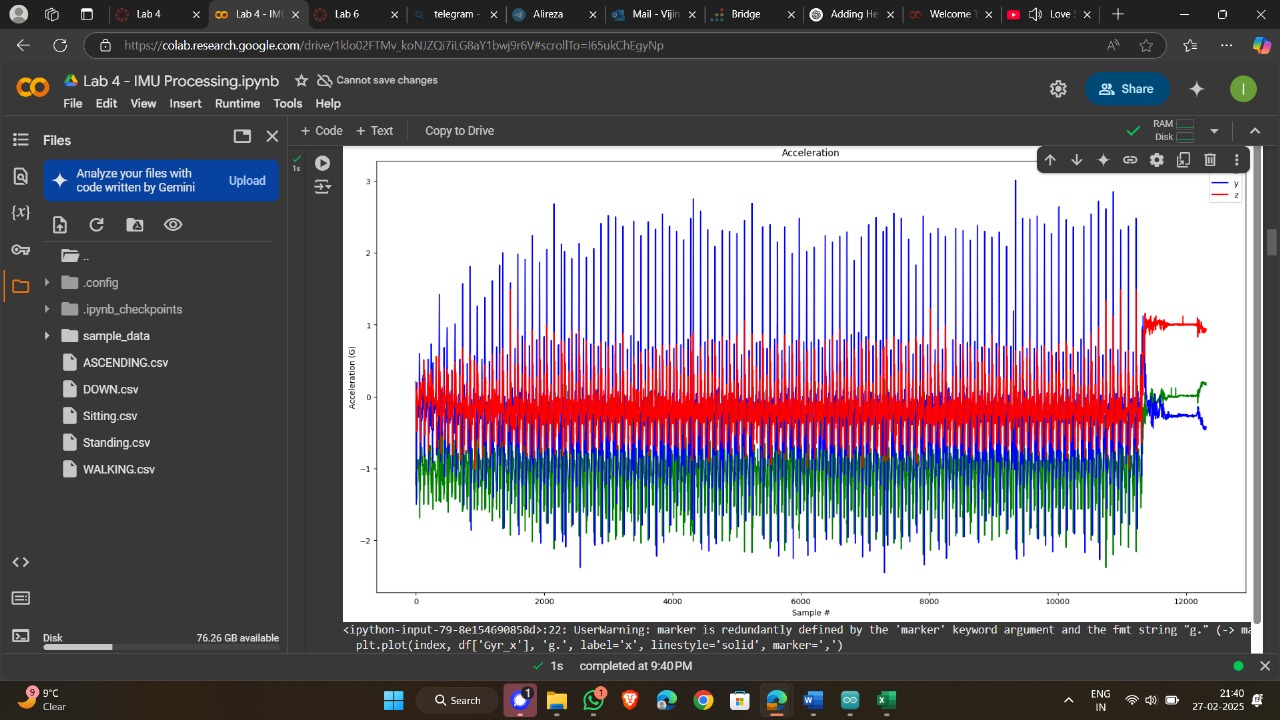 Lab 4
Lab 4 - IMU
Lab 6
telegram -
Alireza
Mail - Vijin
Bridge
Adding He
Welcome T
Love
https://colab.research.google.com/drive/1klo02FTMv_koNJZQi7iLG8aY1bwj9r6V#scrollTo=I65ukChEgyNp
Lab 4 - IMU Processing.ipynb
Cannot save changes
File Edit View Insert Runtime Tools Help
Share
I
Files
+ Code + Text Copy to Drive
RAM
Disk
Analyze your files with
code written by Gemini
Upload
{x}
..
.config
.ipynb_checkpoints
sample_data
ASCENDING.csv
DOWN.csv
Sitting.csv
Standing.csv
WALKING.csv
Disk
76.26 GB available
1s
Acceleration
y
z
3
2
1
0
−1
−2
Acceleration (G)
0 2000 4000 6000 8000 10000 12000
Sample #
<ipython-input-79-8e154690858d>:22: UserWarning: marker is redundantly defined by the 'marker' keyword argument and the fmt string "g." (-> ma
plt.plot(index, df['Gyr_x'], 'g.', label='x', linestyle='solid', marker=',')
1s completed at 9:40 PM
9
9°C
Clear
Search
1
1
ENG
IN
21:40
27-02-2025